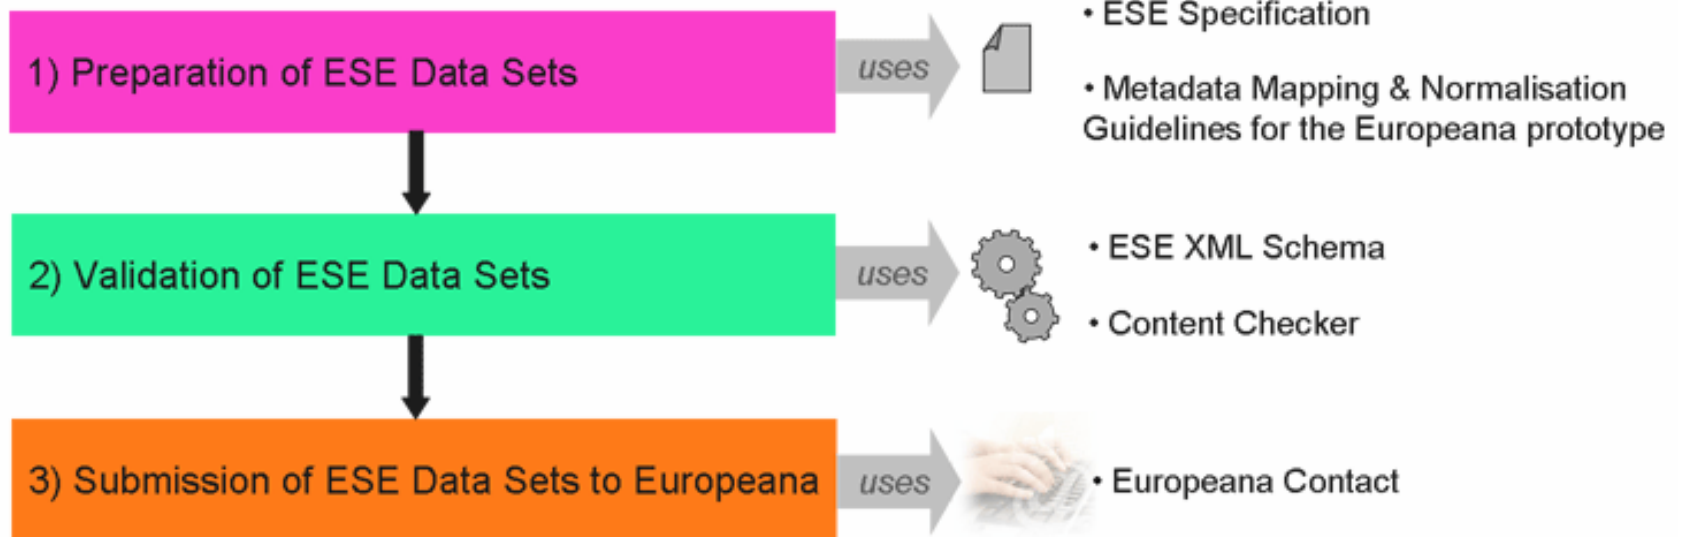 1) Preparation of ESE Data Sets
uses
• ESE Specification
• Metadata Mapping & Normalisation
Guidelines for the Europeana prototype
2) Validation of ESE Data Sets
uses
• ESE XML Schema
• Content Checker
3) Submission of ESE Data Sets to Europeana
uses
• Europeana Contact